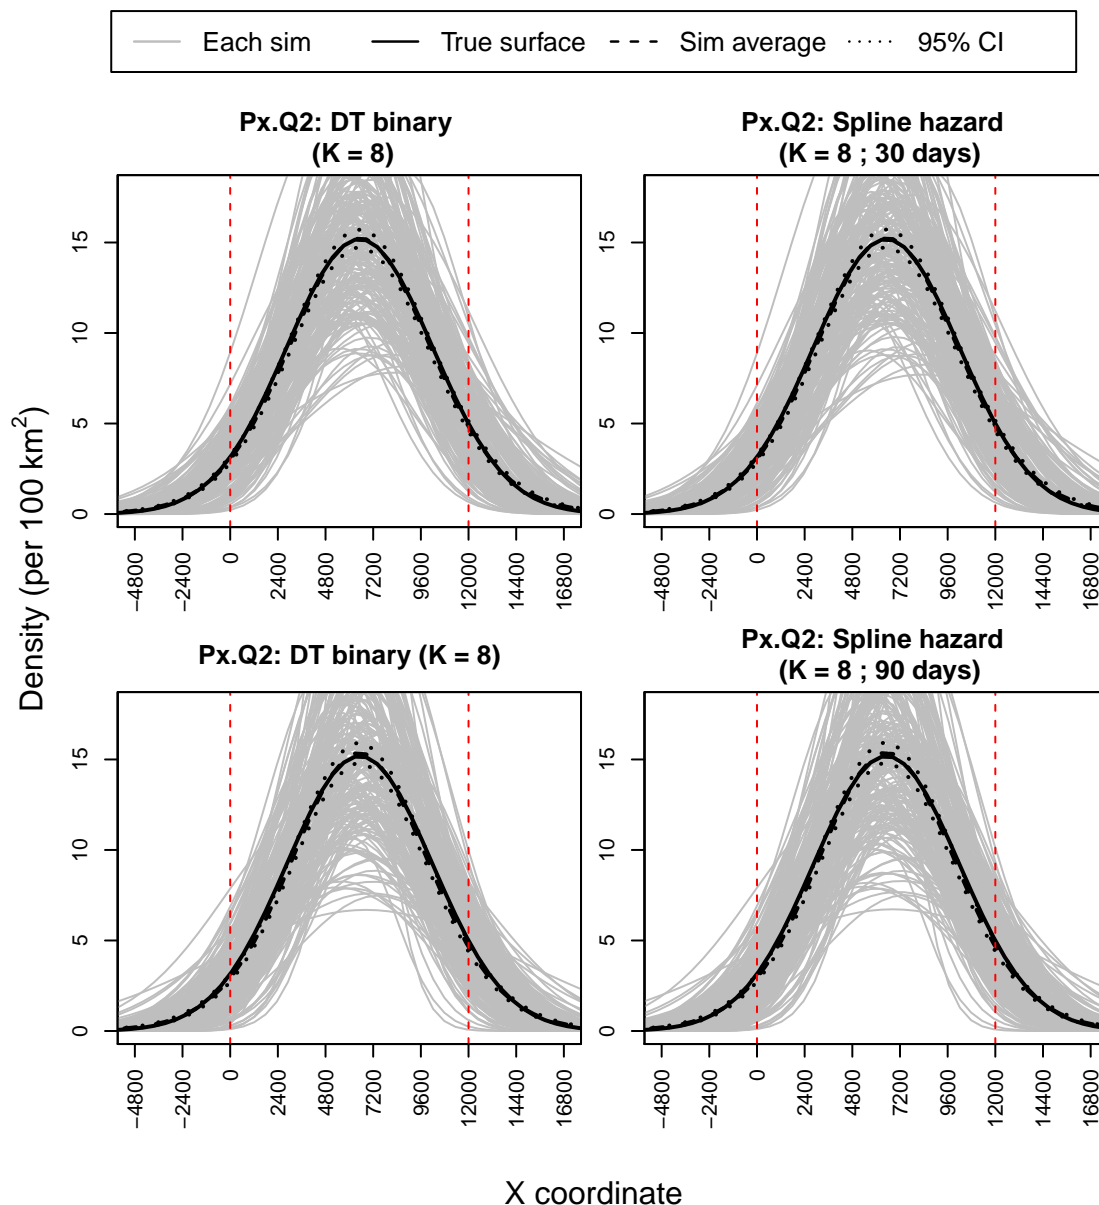 Each sim True surface Sim average 95% CI
Px.Q2: DT binary
(K = 8)
0 5 10 15
−4800 −2400 0 2400 4800 7200 9600 12000 14400 16800
Px.Q2: Spline hazard
(K = 8 ; 30 days)
0 5 10 15
−4800 −2400 0 2400 4800 7200 9600 12000 14400 16800
Px.Q2: DT binary (K = 8)
0 5 10 15
−4800 −2400 0 2400 4800 7200 9600 12000 14400 16800
Px.Q2: Spline hazard
(K = 8 ; 90 days)
0 5 10 15
−4800 −2400 0 2400 4800 7200 9600 12000 14400 16800
Density (per 100 km²)
X coordinate